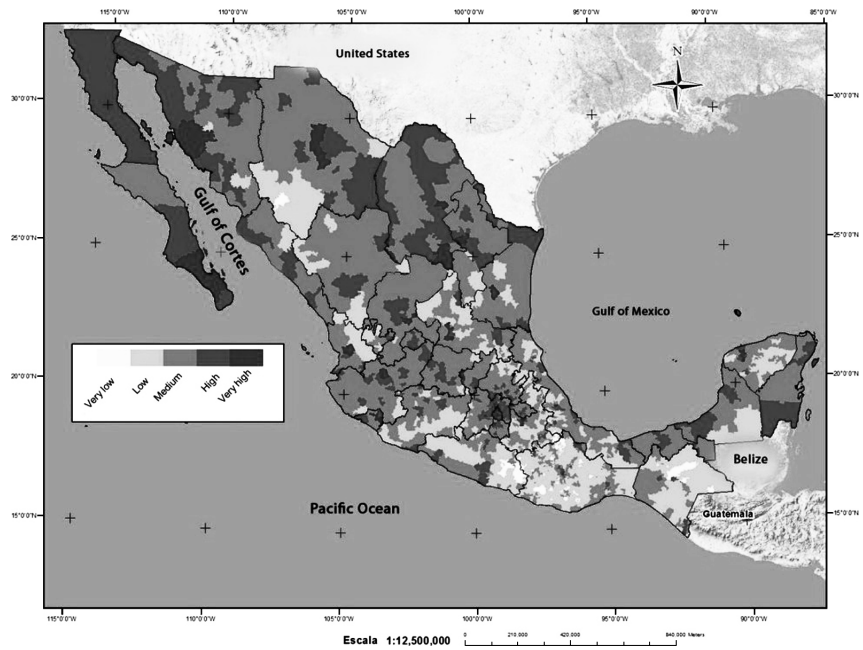 115°0'0"W 110°0'0"W 105°0'0"W 100°0'0"W 95°0'0"W 90°0'0"W 85°0'0"W
United States
N
30°0'0"N 30°0'0"N
Gulf of Cortes
25°0'0"N 25°0'0"N
Gulf of Mexico
Very low Low Medium High Very high
20°0'0"N 20°0'0"N
Belize
Pacific Ocean
Guatemala
15°0'0"N 15°0'0"N
115°0'0"W 110°0'0"W 105°0'0"W 100°0'0"W 95°0'0"W 90°0'0"W
Escala 1:12,500,000
0 210,000 420,000 840,000 Meters